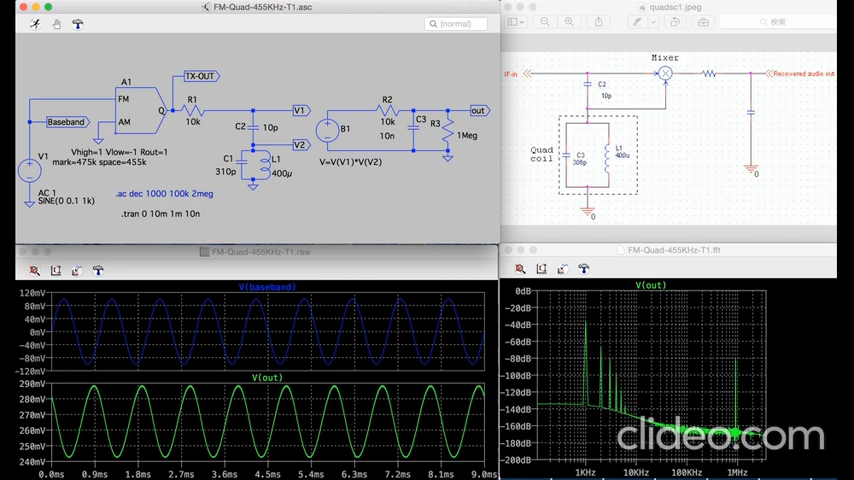 FM-Quad-455KHz-T1.asc
(normal)
A1
TX-OUT
FM
Q
AM
R1
10k
V1
R2
10k
out
Baseband
C2
10p
B1
C3
10n
R3
1Meg
V2
Vhigh=1 Vlow=-1 Rout=1
mark=475k space=455k
V1
C1
310p
L1
400µ
V=V(V1)*V(V2)
AC 1
SINE(0 0.1 1k)
.ac dec 1000 100k 2meg
.tran 0 10m 1m 10n
quadsc1.jpeg
検索
Mixer
IF-in
Recovered audio out
C2
10p
Quad
coil
C3
306p
L1
400u
0
0
FM-Quad-455KHz-T1.raw
V(baseband)
120mV
80mV
40mV
0mV
-40mV
-80mV
-120mV
V(out)
290mV
280mV
270mV
260mV
250mV
240mV
0.0ms 0.9ms 1.8ms 2.7ms 3.6ms 4.5ms 5.4ms 6.3ms 7.2ms 8.1ms 9.0ms
FM-Quad-455KHz-T1.fft
V(out)
0dB
-20dB
-40dB
-60dB
-80dB
-100dB
-120dB
-140dB
-160dB
-180dB
-200dB
1KHz 10KHz 100KHz 1MHz
clideo.com